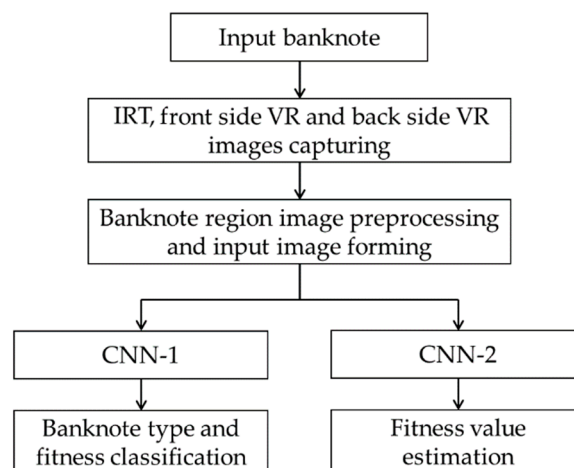 Input banknote
IRT, front side VR and back side VR
images capturing
Banknote region image preprocessing
and input image forming
CNN-1
CNN-2
Banknote type and
fitness classification
Fitness value
estimation